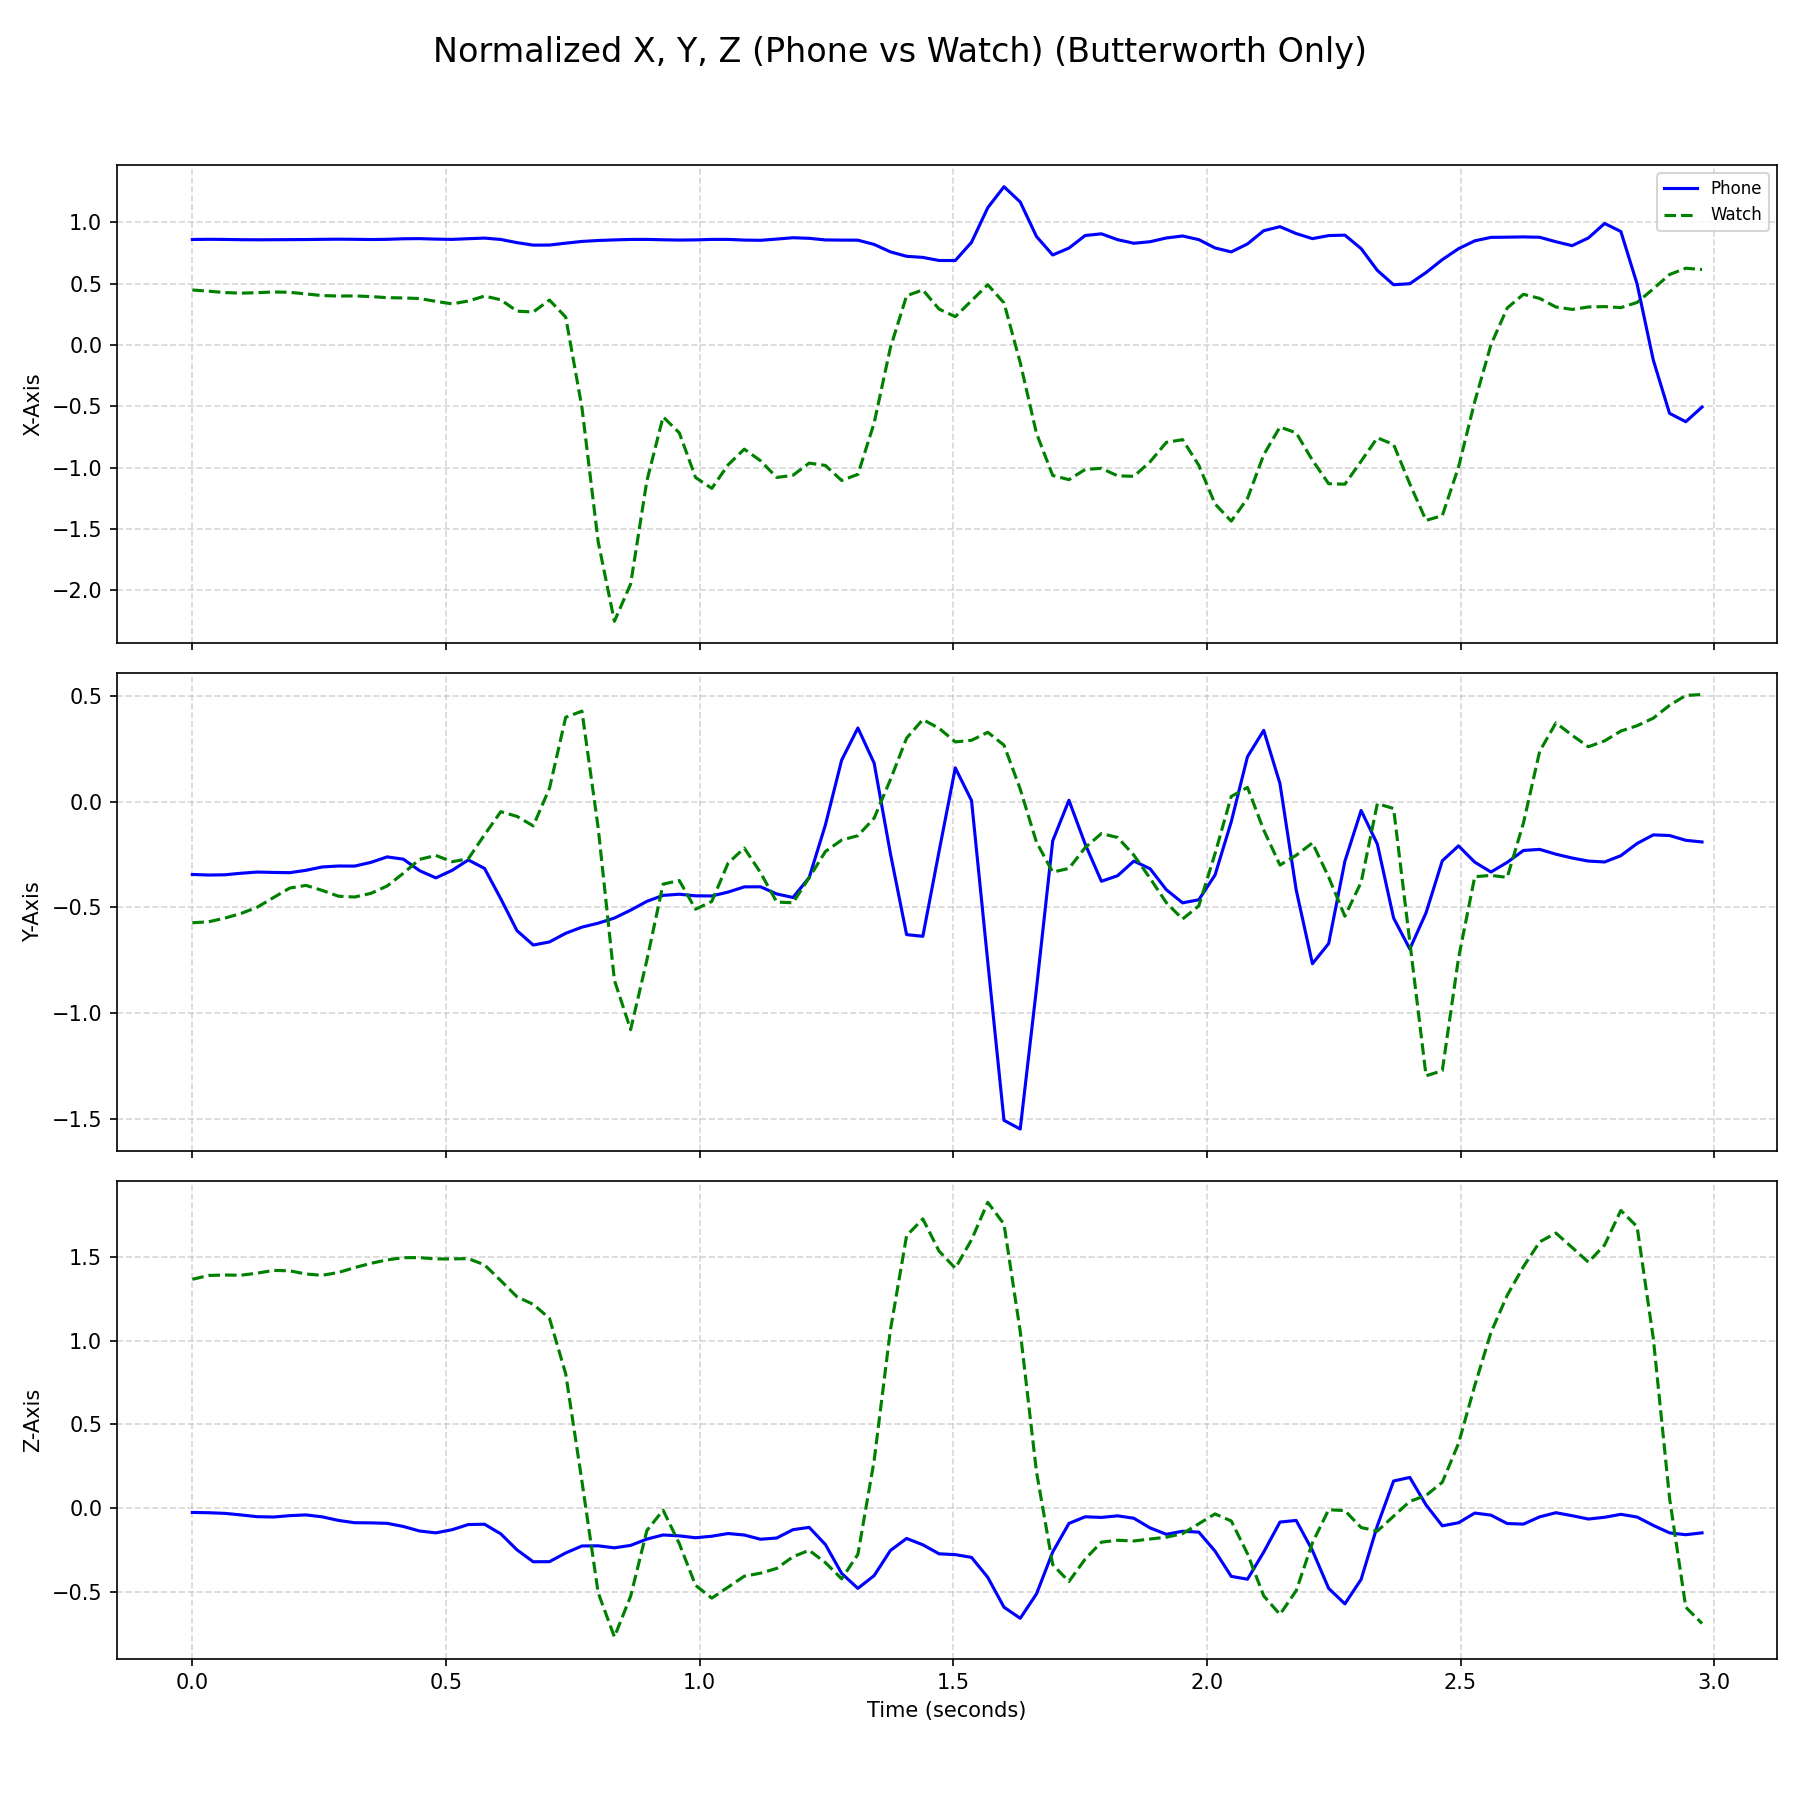 Normalized X, Y, Z (Phone vs Watch) (Butterworth Only)
Phone
Watch
1.0
0.5
0.0
−0.5
−1.0
−1.5
−2.0
X-Axis
0.5
0.0
−0.5
−1.0
−1.5
Y-Axis
1.5
1.0
0.5
0.0
−0.5
Z-Axis
0.0 0.5 1.0 1.5 2.0 2.5 3.0
Time (seconds)